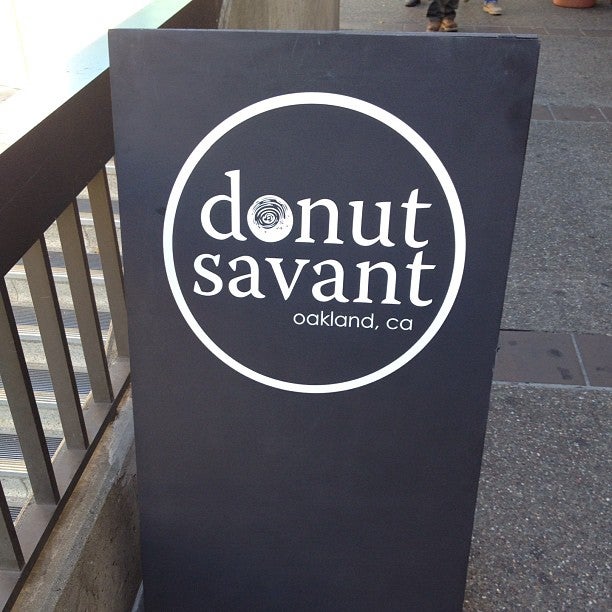 donut
savant
oakland, ca